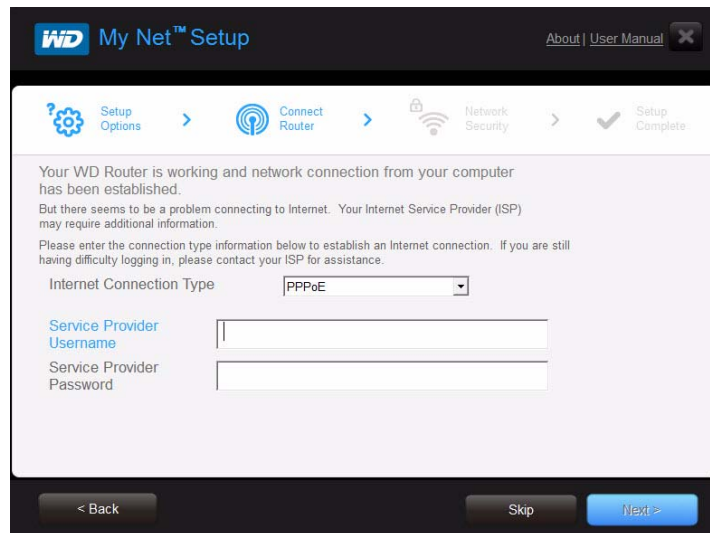 WD My Net™ Setup
About | User Manual
Setup
Options
>
Connect
Router
>
Network
Security
>
Setup
Complete
Your WD Router is working and network connection from your computer
has been established.
But there seems to be a problem connecting to Internet. Your Internet Service Provider (ISP)
may require additional information.
Please enter the connection type information below to establish an Internet connection. If you are still
having difficulty logging in, please contact your ISP for assistance.
Internet Connection Type PPPoE
Service Provider
Username
Service Provider
Password
< Back
Skip
Next >